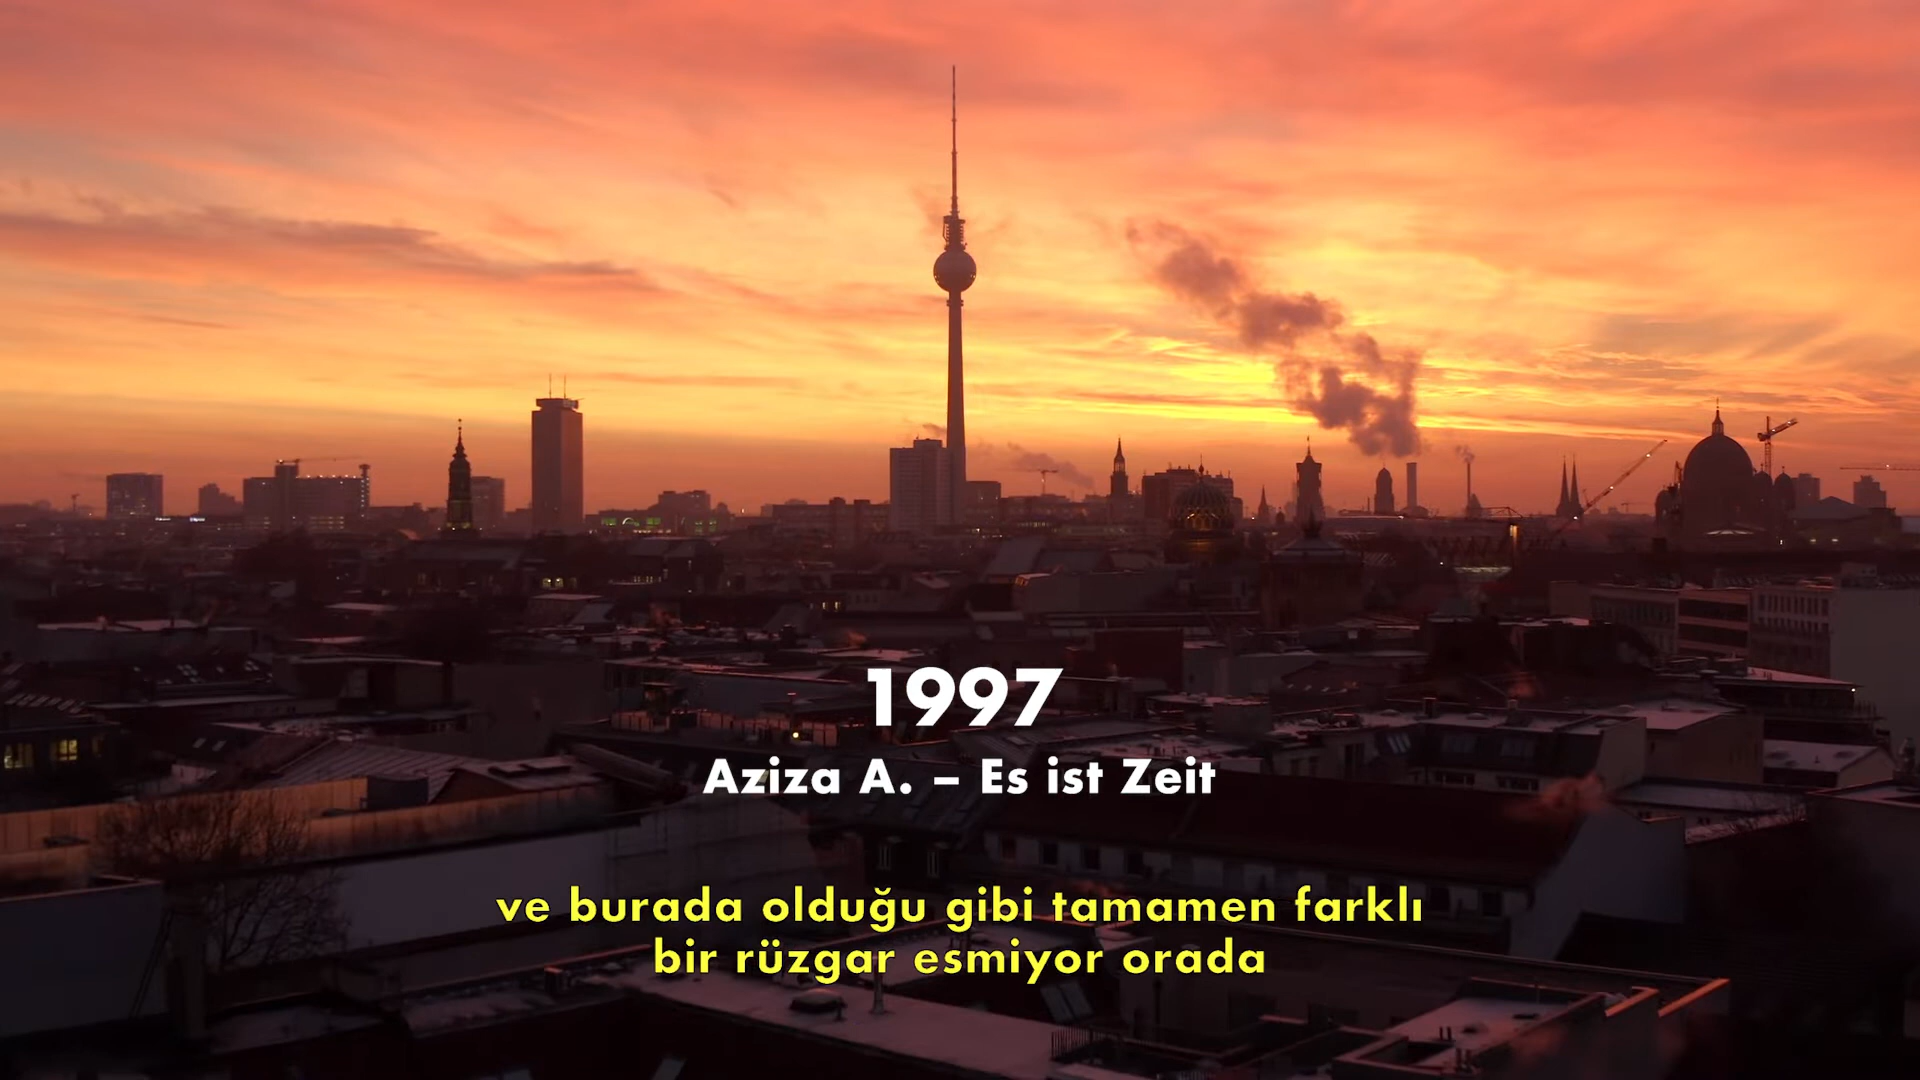 1997
Aziza A. – Es ist Zeit
ve burada olduğu gibi tamamen farklı
bir rüzgar esmiyor orada